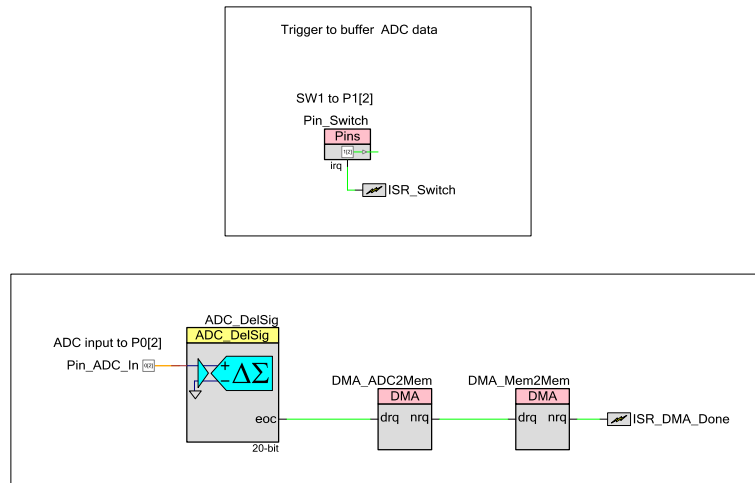 Trigger to buffer ADC data
SW1 to P1[2]
Pin_Switch
Pins
1[2]
irq
ISR_Switch
ADC_DelSig
ADC_DelSig
ADC input to P0[2]
Pin_ADC_In
0[2]
+
ΔΣ
−
eoc
20-bit
DMA_ADC2Mem
DMA
drq nrq
DMA_Mem2Mem
DMA
drq nrq
ISR_DMA_Done